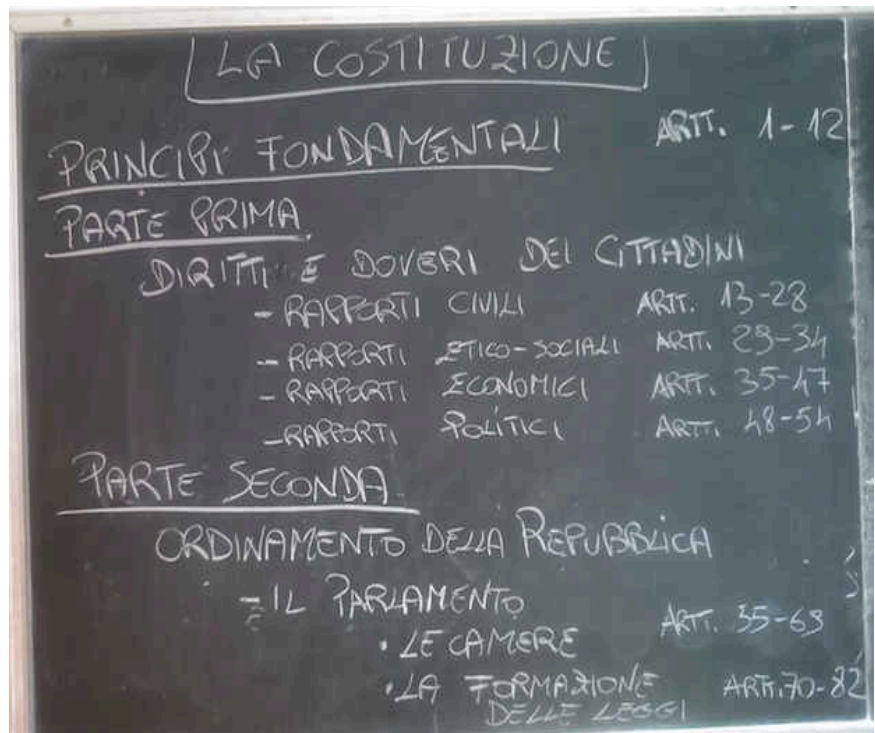 LA COSTITUZIONE
PRINCIPI FONDAMENTALI ARTT. 1-12
PARTE PRIMA
DIRITTI E DOVERI DEI CITTADINI
- RAPPORTI CIVILI ARTT. 13-28
- RAPPORTI ETICO-SOCIALI ARTT. 29-34
- RAPPORTI ECONOMICI ARTT. 35-47
- RAPPORTI POLITICI ARTT. 48-54
PARTE SECONDA
ORDINAMENTO DELLA REPUBBLICA
- IL PARLAMENTO
• LE CAMERE ARTT. 55-69
• LA FORMAZIONE ARTT. 70-82
DELLE LEGGI